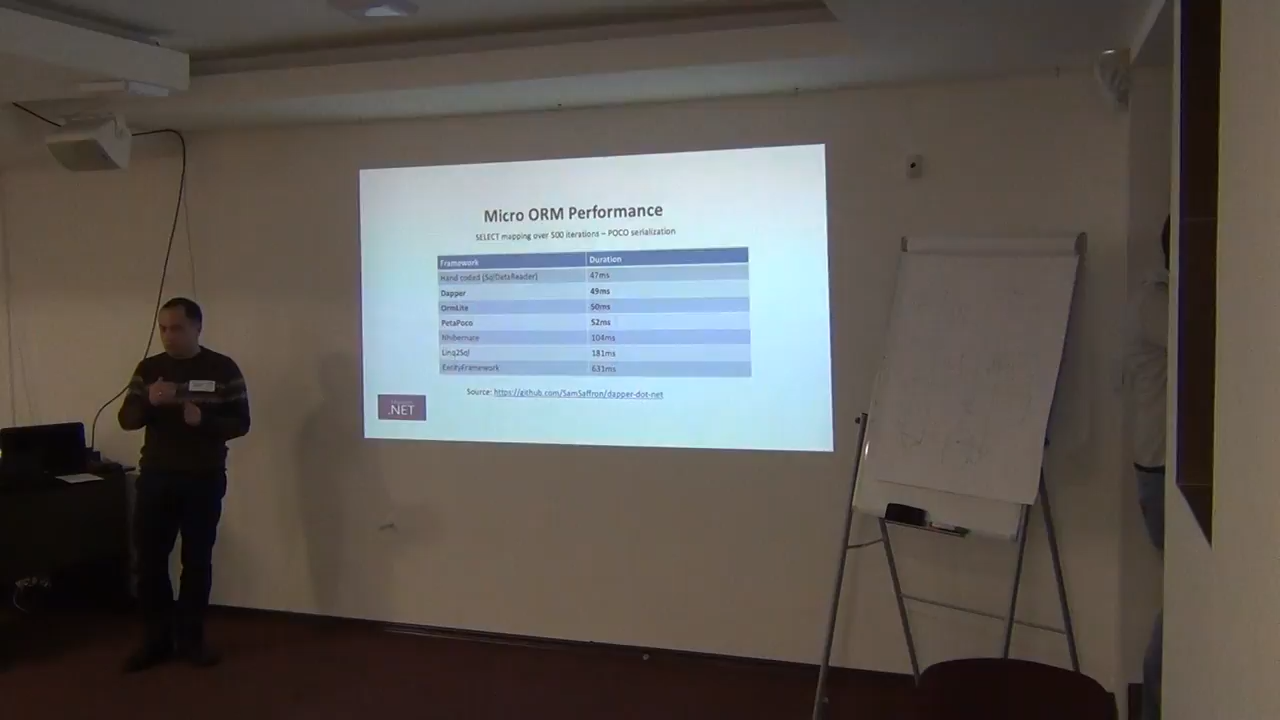 Micro ORM Performance
SELECT mapping over 500 iterations – POCO serialization
Framework Duration
Hand coded (SqlDataReader) 47ms
Dapper 49ms
OrmLite 50ms
PetaPoco 52ms
Nhibernate 104ms
Linq2Sql 181ms
EntityFramework 631ms
Source: https://github.com/SamSaffron/dapper-dot-net
.NET